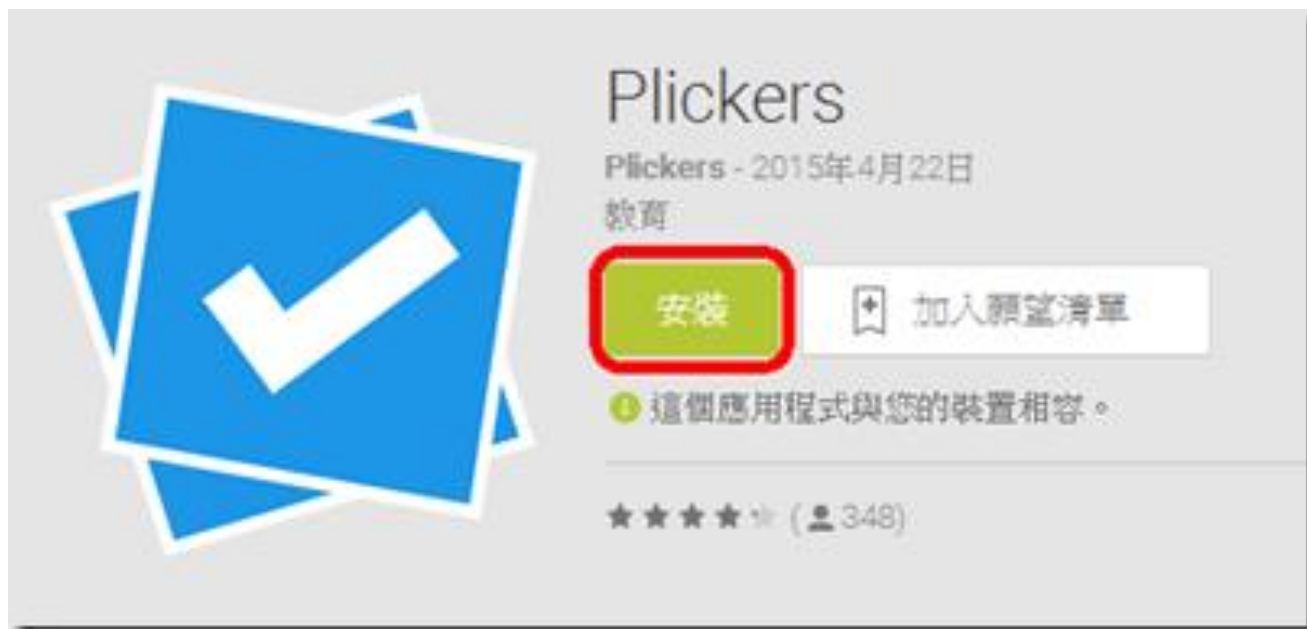 Plickers
Plickers - 2015年4月22日
教育
安裝
加入願望清單
這個應用程式與您的裝置相容。
(348)